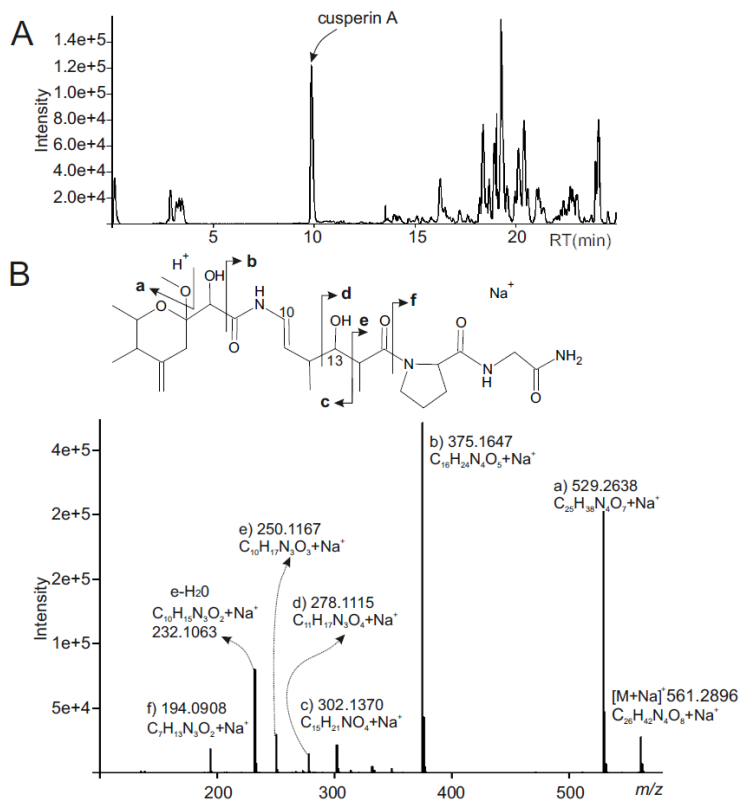 A
cusperin A
Intensity
1.4e+5
1.2e+5
1.0e+5
8.0e+4
6.0e+4
4.0e+4
2.0e+4
5
10
15
20
RT(min)
B
a
H⁺
b
O
OH
O
O
H
N
10
d
OH
13
e
c
O
f
N
O
N
H
O
NH₂
Na⁺
Intensity
4e+5
2e+5
2e+5
1e+5
5e+4
b) 375.1647
C₁₆H₂₄N₄O₅+Na⁺
a) 529.2638
C₂₅H₃₈N₄O₇+Na⁺
e) 250.1167
C₁₀H₁₇N₃O₃+Na⁺
e-H₂0
C₁₀H₁₅N₃O₂+Na⁺
232.1063
d) 278.1115
C₁₁H₁₇N₃O₄+Na⁺
f) 194.0908
C₇H₁₃N₃O₂+Na⁺
c) 302.1370
C₁₅H₂₁NO₄+Na⁺
[M+Na]⁺561.2896
C₂₆H₄₂N₄O₈+Na⁺
200
300
400
500
m/z